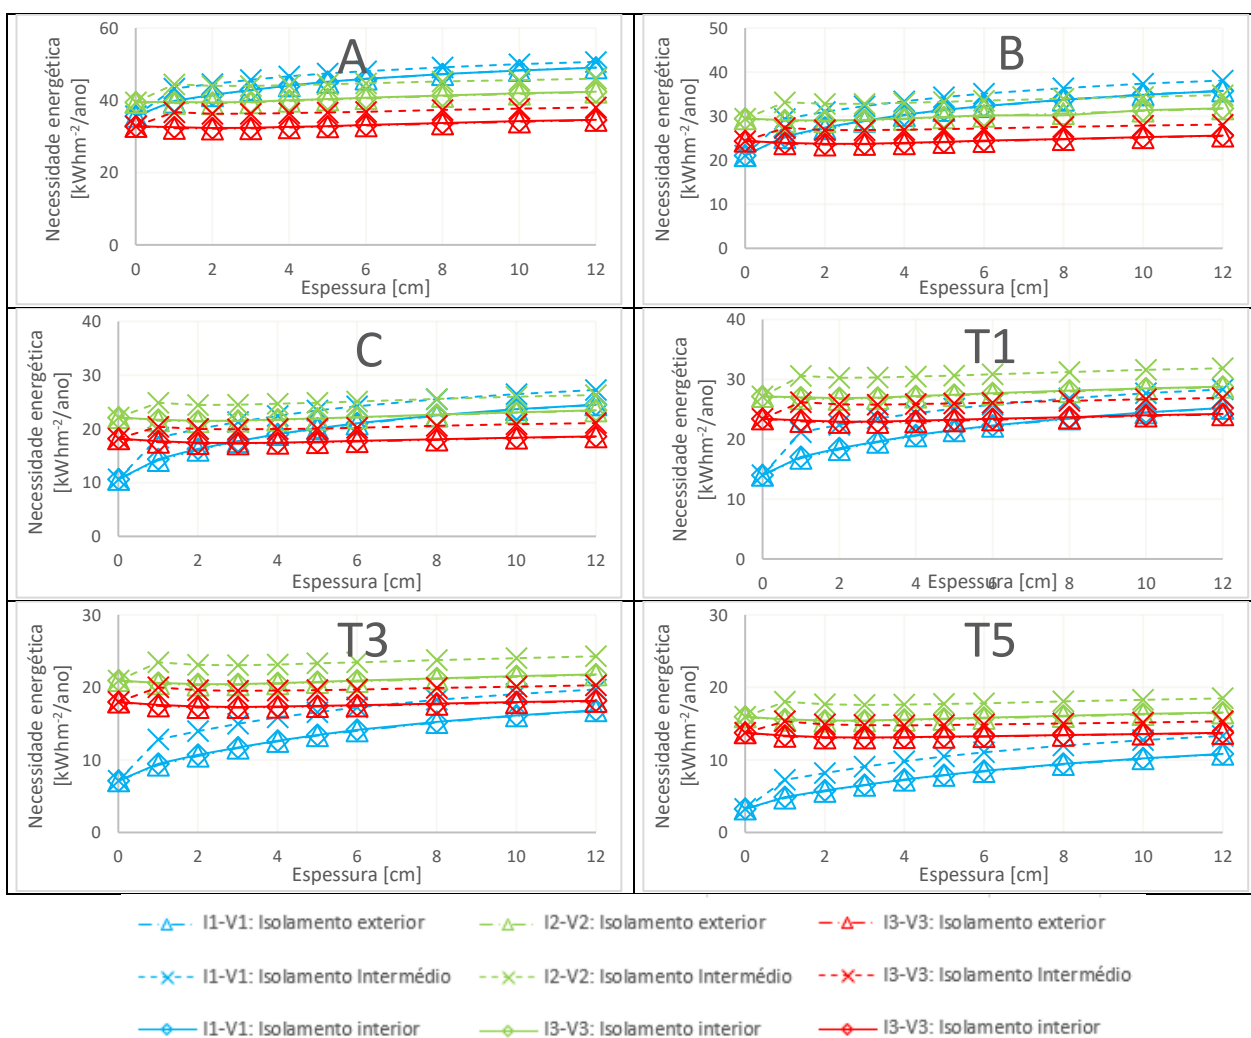 A
Necessidade energética
[kWhm⁻²/ano]
60
40
20
0
0 2 4 6 8 10 12
Espessura [cm]
B
Necessidade energética
[kWhm⁻²/ano]
50
40
30
20
10
0
0 2 4 6 8 10 12
Espessura [cm]
C
Necessidade energética
[kWhm⁻²/ano]
40
30
20
10
0
0 2 4 6 8 10 12
Espessura [cm]
T1
Necessidade energética
[kWhm⁻²/ano]
40
30
20
10
0
0 2 4 6 8 10 12
Espessura [cm]
T3
Necessidade energética
[kWhm⁻²/ano]
30
20
10
0
0 2 4 6 8 10 12
Espessura [cm]
T5
Necessidade energética
[kWhm⁻²/ano]
30
20
10
0
0 2 4 6 8 10 12
Espessura [cm]
I1-V1: Isolamento exterior
I2-V2: Isolamento exterior
I3-V3: Isolamento exterior
I1-V1: Isolamento Intermédio
I2-V2: Isolamento Intermédio
I3-V3: Isolamento Intermédio
I1-V1: Isolamento interior
I3-V3: Isolamento interior
I3-V3: Isolamento interior